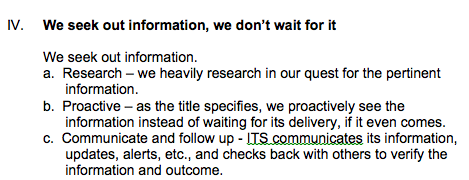 IV. We seek out information, we don't wait for it
We seek out information.
a. Research – we heavily research in our quest for the pertinent
information.
b. Proactive – as the title specifies, we proactively see the
information instead of waiting for its delivery, if it even comes.
c. Communicate and follow up - ITS communicates its information,
updates, alerts, etc., and checks back with others to verify the
information and outcome.